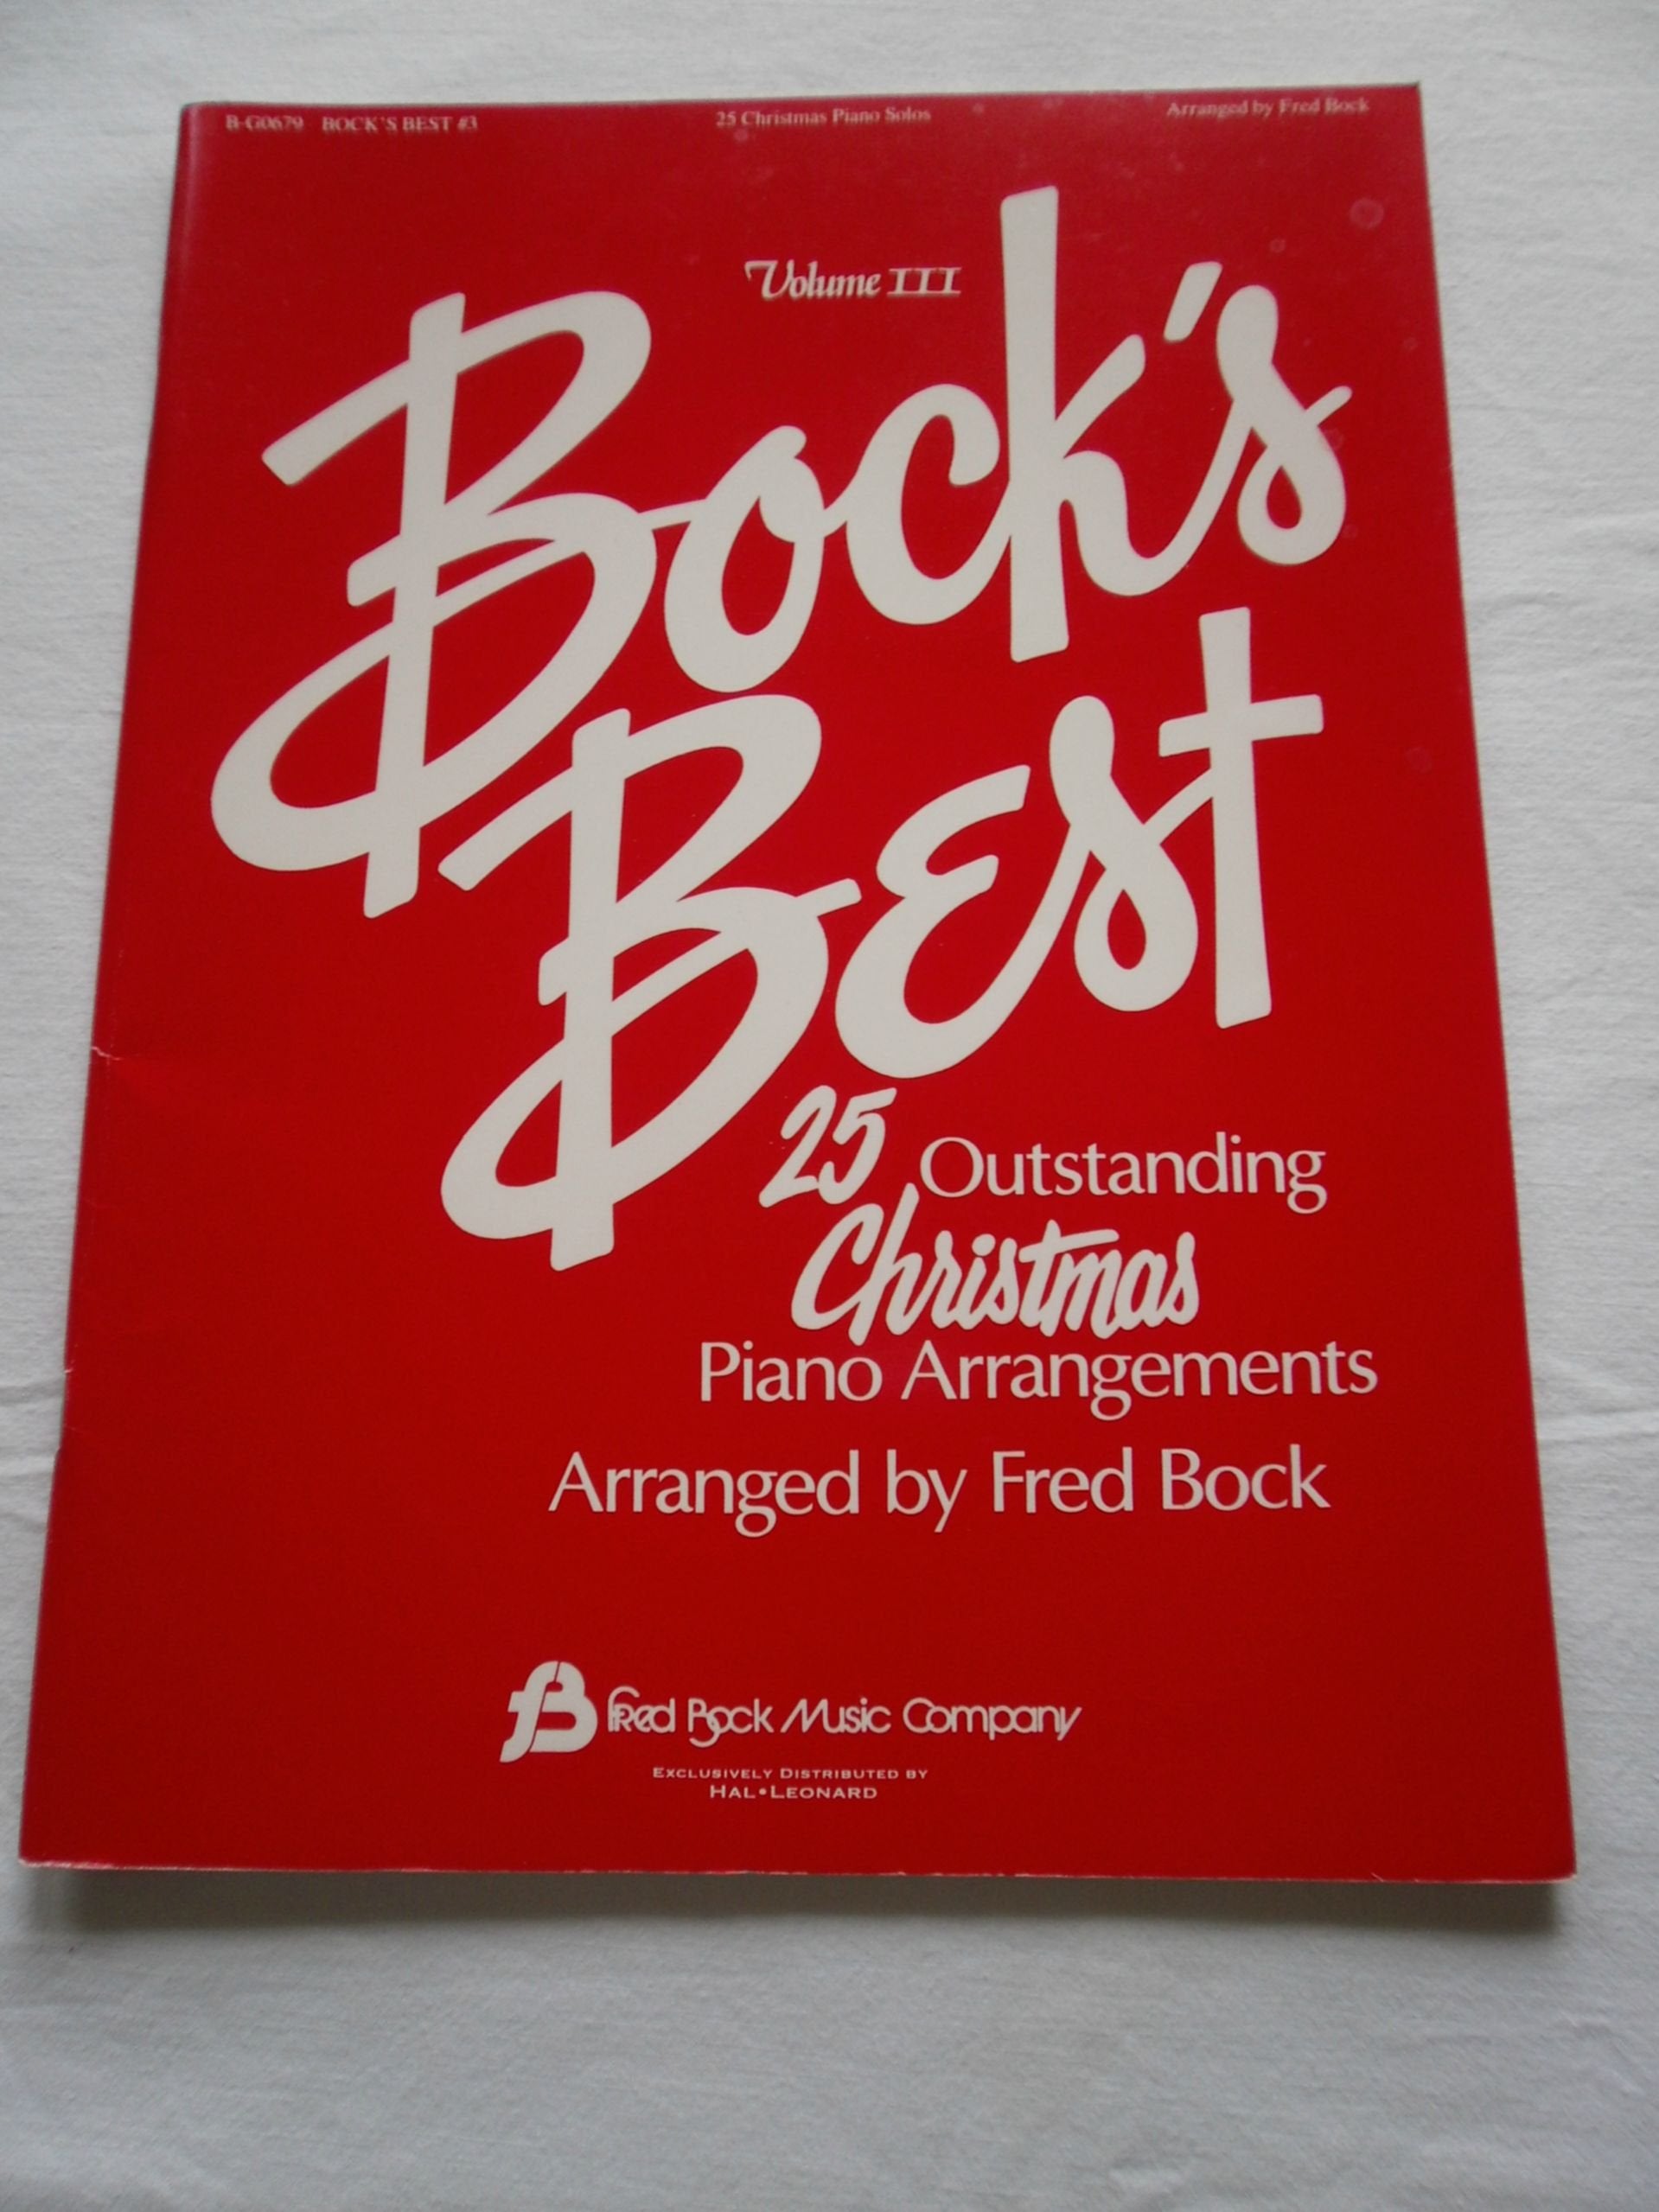 B-G0679 BOCK'S BEST #3 25 Christmas Piano Solos Arranged by Fred Bock
Volume III
Bock's
Best
25 Outstanding
Christmas
Piano Arrangements
Arranged by Fred Bock
fB Fred Bock Music Company
EXCLUSIVELY DISTRIBUTED BY
HAL•LEONARD